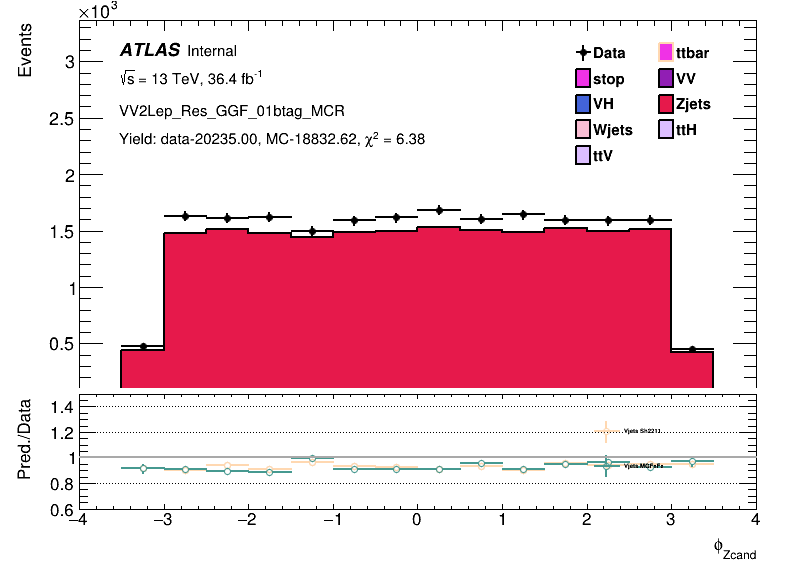 ×10³
Events
3
2.5
2
1.5
1
0.5
ATLAS Internal
√s = 13 TeV, 36.4 fb⁻¹
VV2Lep_Res_GGF_01btag_MCR
Yield: data-20235.00, MC-18832.62, χ² = 6.38
Data ttbar
stop VV
VH Zjets
Wjets ttH
ttV
Pred./Data
1.4
1.2
1
0.8
0.6
Vjets Sh2211
Vjets MGFxFx
−4 −3 −2 −1 0 1 2 3 4
ϕ_Zcand